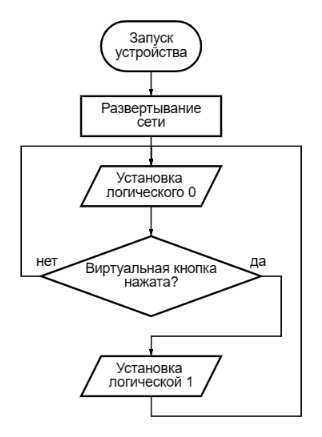 Запуск
устройства
Развертывание
сети
Установка
логического 0
нет
да
Виртуальная кнопка
нажата?
Установка
логической 1